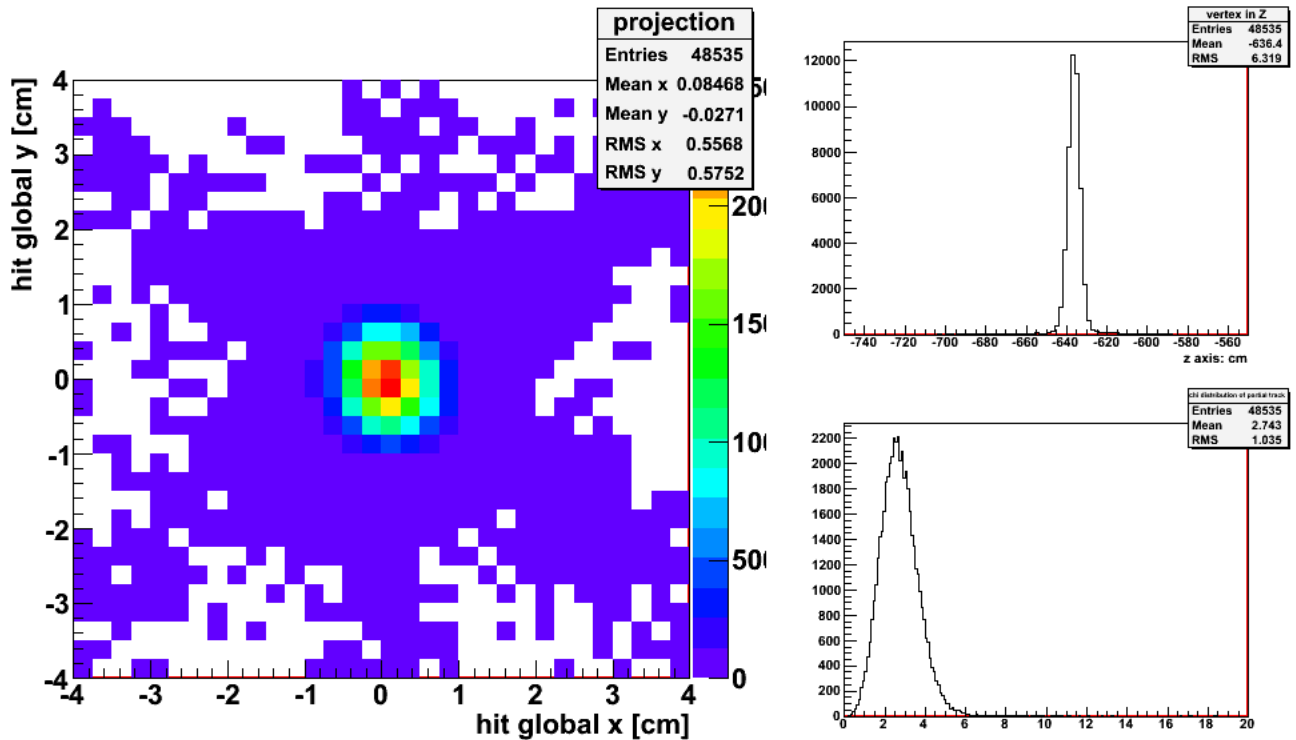 projection
Entries 48535
Mean x 0.08468
Mean y -0.0271
RMS x 0.5568
RMS y 0.5752
hit global y [cm]
4
3
2
1
0
-1
-2
-3
-4
-4 -3 -2 -1 0 1 2 3 4
hit global x [cm]
200
150
100
500
0
vertex in Z
Entries 48535
Mean -636.4
RMS 6.319
12000
10000
8000
6000
4000
2000
0
-740 -720 -700 -680 -660 -640 -620 -600 -580 -560
z axis: cm
chi distribution of partial track
Entries 48535
Mean 2.743
RMS 1.035
2200
2000
1800
1600
1400
1200
1000
800
600
400
200
0
0 2 4 6 8 10 12 14 16 18 20